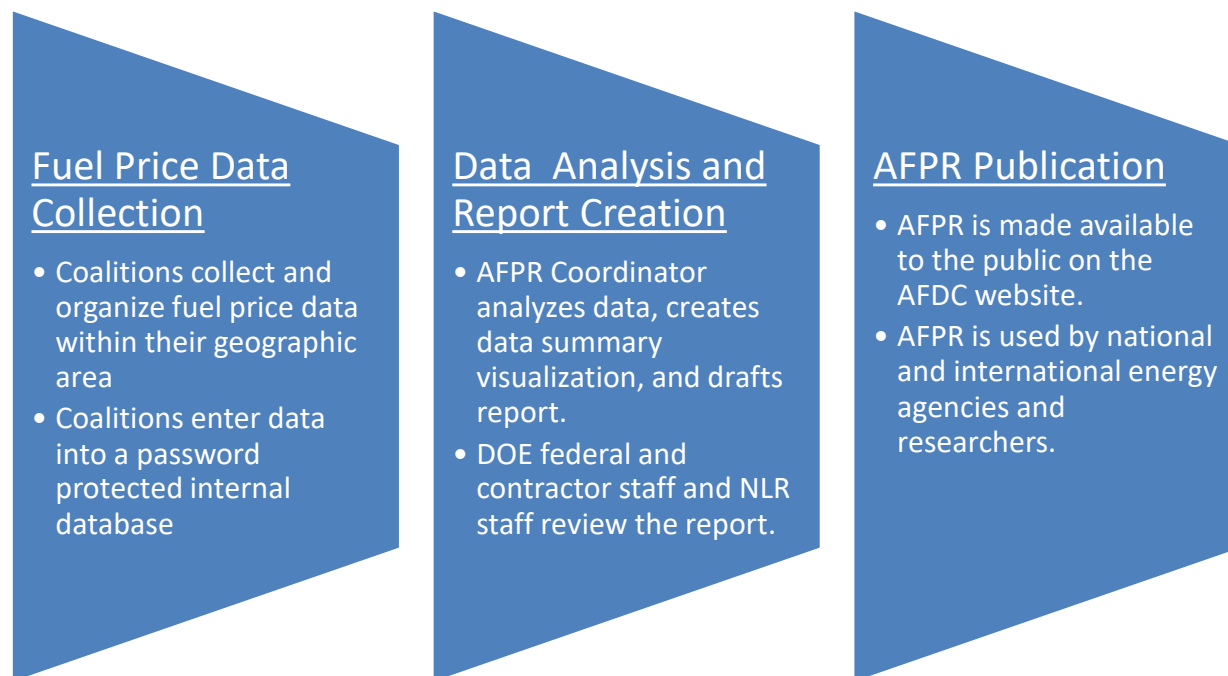 Fuel Price Data
Collection
• Coalitions collect and
organize fuel price data
within their geographic
area
• Coalitions enter data
into a password
protected internal
database
Data  Analysis and
Report Creation
• AFPR Coordinator
analyzes data, creates
data summary
visualization, and drafts
report.
• DOE federal and
contractor staff and NLR
staff review the report.
AFPR Publication
• AFPR is made available
to the public on the
AFDC website.
• AFPR is used by national
and international energy
agencies and
researchers.